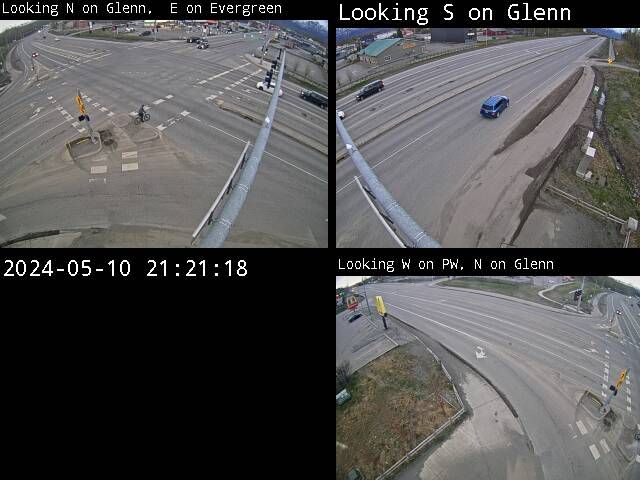 Looking N on Glenn,  E on Evergreen
Looking S on Glenn
2024-05-10 21:21:18
Looking W on PW, N on Glenn